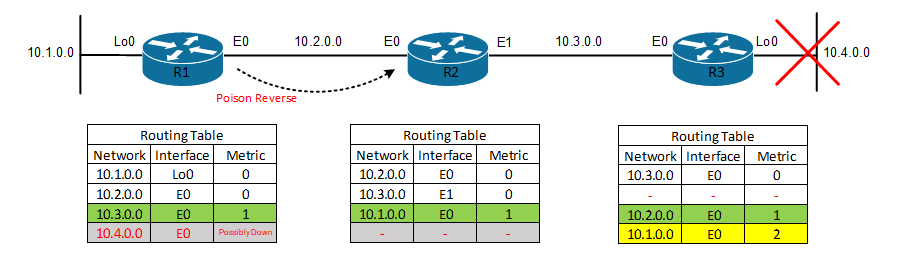 10.1.0.0 Lo0 E0 10.2.0.0 E0 E1 10.3.0.0 E0 Lo0 10.4.0.0
R1 R2 R3
Poison Reverse
Routing Table
Network Interface Metric
10.1.0.0 Lo0 0
10.2.0.0 E0 0
10.3.0.0 E0 1
10.4.0.0 E0 Possibly Down
Routing Table
Network Interface Metric
10.2.0.0 E0 0
10.3.0.0 E1 0
10.1.0.0 E0 1
- - -
Routing Table
Network Interface Metric
10.3.0.0 E0 0
- - -
10.2.0.0 E0 1
10.1.0.0 E0 2